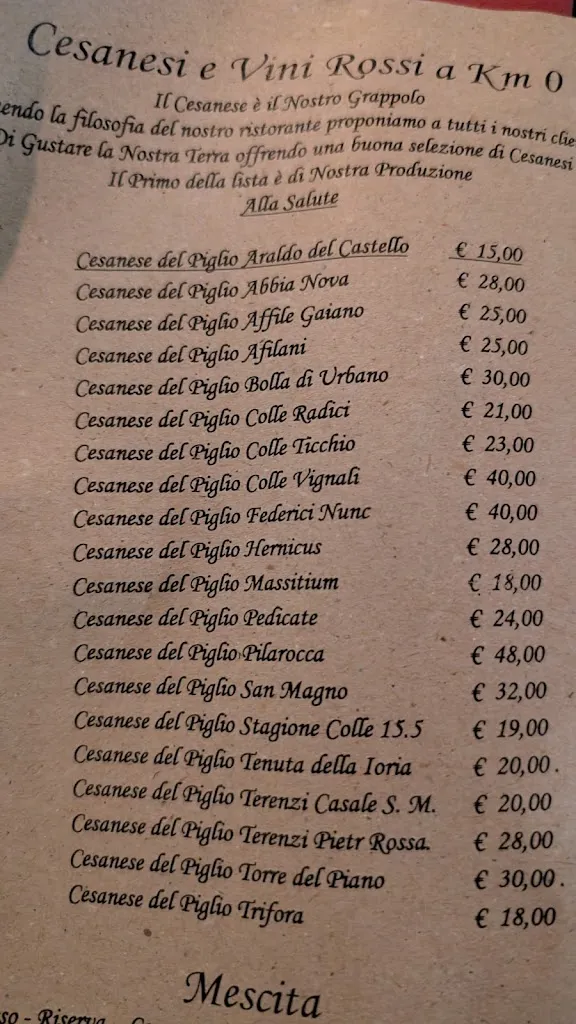 Cesanesi e Vini Rossi a Km 0
Il Cesanese è il Nostro Grappolo
endo la filosofia del nostro ristorante proponiamo a tutti i nostri clie
Di Gustare la Nostra Terra offrendo una buona selezione di Cesanesi
Il Primo della lista è di Nostra Produzione
Alla Salute
Cesanese del Piglio Araldo del Castello € 15,00
Cesanese del Piglio Abbia Nova € 28,00
Cesanese del Piglio Affile Gaiano € 25,00
Cesanese del Piglio Afilani € 25,00
Cesanese del Piglio Bolla di Urbano € 30,00
Cesanese del Piglio Colle Radici € 21,00
Cesanese del Piglio Colle Ticchio € 23,00
Cesanese del Piglio Colle Vignali € 40,00
Cesanese del Piglio Federici Nunc € 40,00
Cesanese del Piglio Hernicus € 28,00
Cesanese del Piglio Massitium € 18,00
Cesanese del Piglio Pedicate € 24,00
Cesanese del Piglio Pilarocca € 48,00
Cesanese del Piglio San Magno € 32,00
Cesanese del Piglio Stagione Colle 15.5 € 19,00
Cesanese del Piglio Tenuta della Ioria € 20,00.
Cesanese del Piglio Terenzi Casale S. M. € 20,00
Cesanese del Piglio Terenzi Pietr Rossa. € 28,00
Cesanese del Piglio Torre del Piano € 30,00.
Cesanese del Piglio Trifora € 18,00
Mescita
so - Riserva